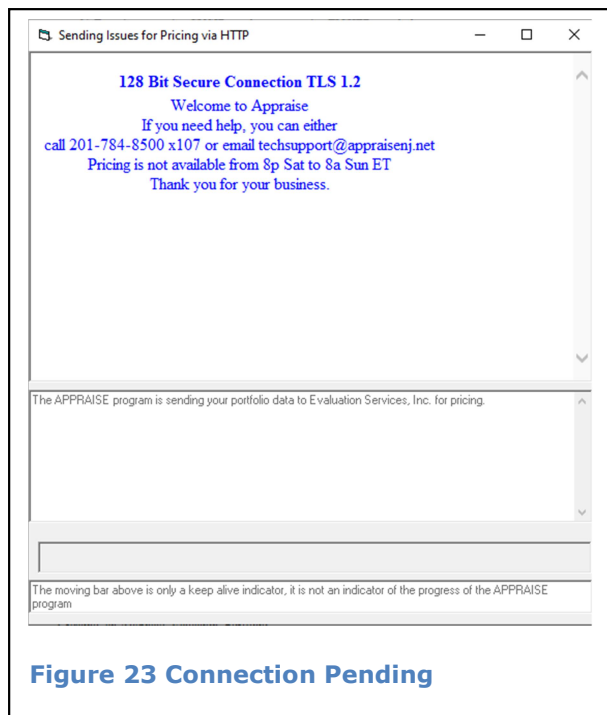 Sending Issues for Pricing via HTTP
128 Bit Secure Connection TLS 1.2
Welcome to Appraise
If you need help, you can either
call 201-784-8500 x107 or email techsupport@appraisenj.net
Pricing is not available from 8p Sat to 8a Sun ET
Thank you for your business.
The APPRAISE program is sending your portfolio data to Evaluation Services, Inc. for pricing.
The moving bar above is only a keep alive indicator, it is not an indicator of the progress of the APPRAISE
program
Figure 23 Connection Pending